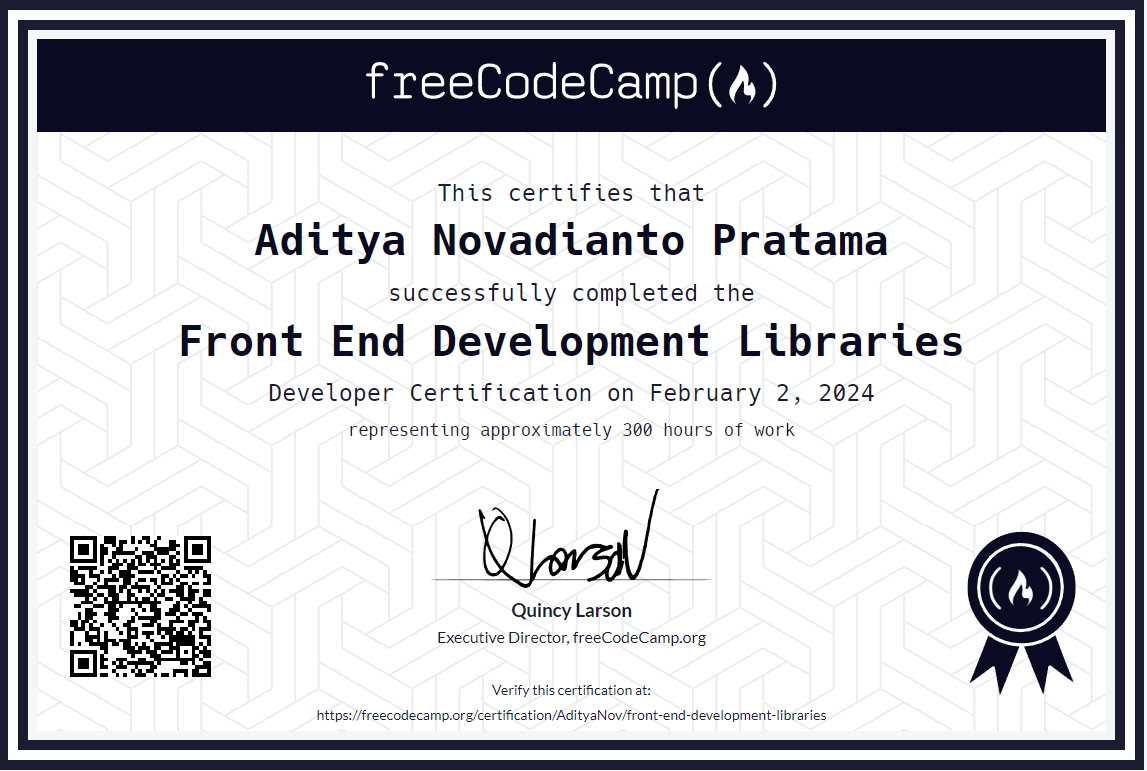 freeCodeCamp
This certifies that
Aditya Novadianto Pratama
successfully completed the
Front End Development Libraries
Developer Certification on February 2, 2024
representing approximately 300 hours of work
Quincy Larson
Executive Director, freeCodeCamp.org
Verify this certification at:
https://freecodecamp.org/certification/AdityaNov/front-end-development-libraries